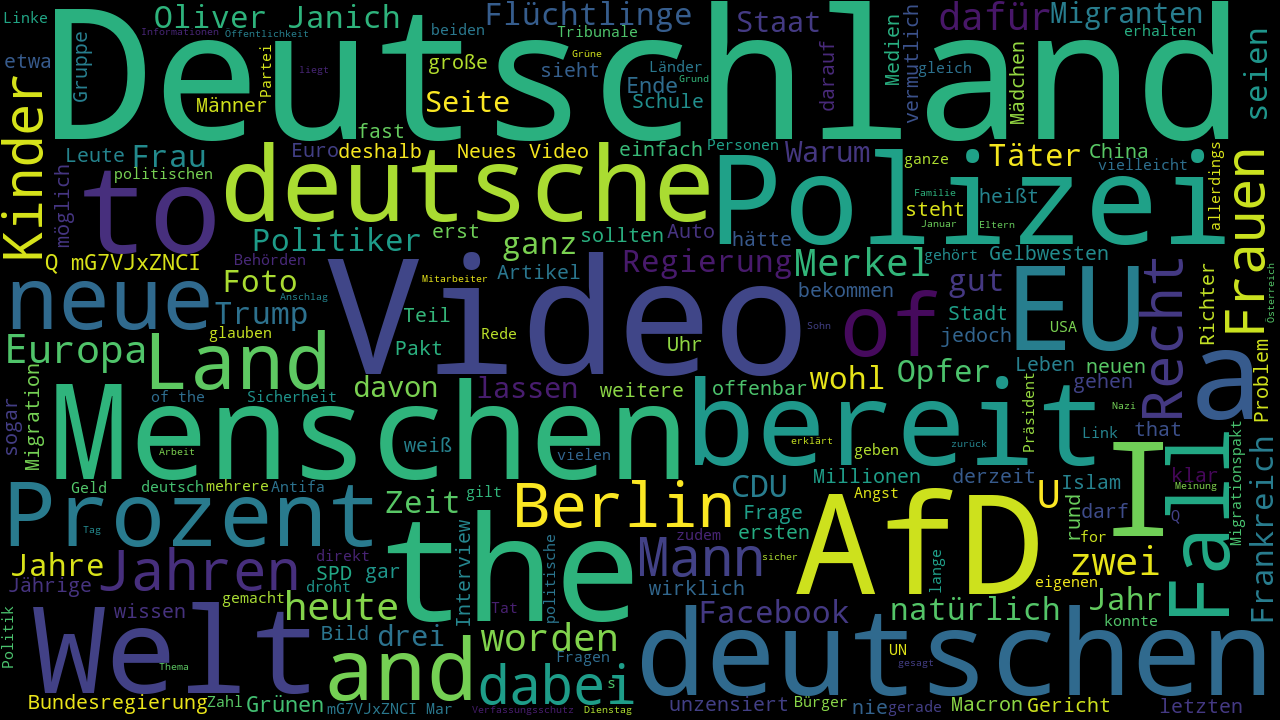 Linke
Oliver Janich
Informationen
Öffentlichkeit
beiden
Flüchtlinge
Tribunale
Staat
dafür
Migranten
erhalten
Deutschland
etwa
Gruppe
Partei
große
Grüne
liegt
sieht
Länder
Grund
Ende
Schule
darauf
Medien
vermutlich
gleich
Mädchen
seien
Männer
Seite
Kinder
fast
Leute
Frau
Euro
deshalb
Neues Video
einfach
Personen
Warum
ganze
Täter
China
vielleicht
allerdings
politischen
möglich
to
deutsche
Polizei
Familie
heißt
steht
Januar
Eltern
Frauen
Politiker
erst
ganz
sollten
Auto
hätte
gehört
Gelbwesten
Q mG7VJxZNCI
Behörden
Foto
Mitarbeiter
Artikel
Regierung
Merkel
bekommen
gut
EU
Recht
Richter
Österreich
neue
Trump
Anschlag
glauben
Video
Teil
Rede
Pakt
Uhr
Sohn
of
Stadt
jedoch
USA
Europa
Land
Leben
neuen
Problem
a
sogar
Migration
of the
Sicherheit
davon
lassen
weitere
offenbar
wohl
Opfer
gehen
Präsident
Nazi
Menschen
Arbeit
weiß
vielen
bereit
erklärt
geben
zurück
Link
that
I
Fall
Geld
deutsch
mehrere
Antifa
Zeit
gilt
Berlin
CDU
Millionen
Angst
derzeit
U
Islam
klar
Meinung
Migrationspakt
Frankreich
Prozent
Tag
the
Interview
politische
Frage
ersten
zudem
AfD
rund
darf
for
Q
Jahre
Jährige
Jahren
direkt
SPD
gar
droht
Mann
sicher
wirklich
lange
eigenen
zwei
Politik
wissen
gemacht
heute
Tat
Facebook
natürlich
Jahr
konnte
Welt
Thema
Bild
drei
worden
Fragen
deutschen
UN
gesagt
and
dabei
s
Bundesregierung
Zahl
Grünen
mG7VJxZNCI Mar
Verfassungsschutz
Dienstag
unzensiert
Bürger
nie
gerade
Macron
Gericht
letzten